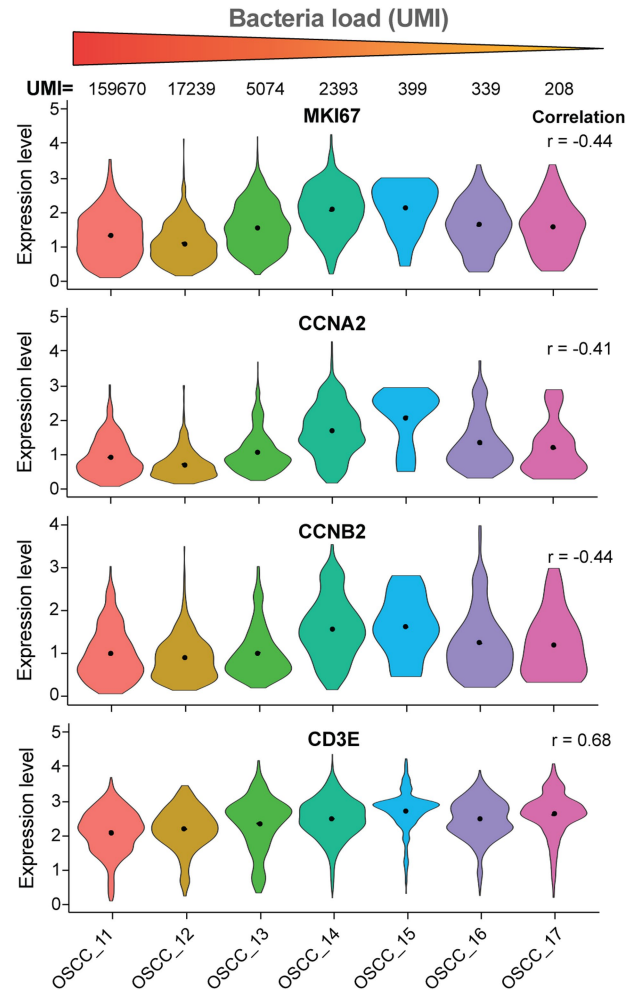 Bacteria load (UMI)
UMI= 159670 17239 5074 2393 399 339 208
MKI67
Correlation
r = -0.44
Expression level
5
4
3
2
1
0
CCNA2
r = -0.41
Expression level
5
4
3
2
1
0
CCNB2
r = -0.44
Expression level
4
3
2
1
0
CD3E
r = 0.68
Expression level
5
4
3
2
1
0
OSCC_11 OSCC_12 OSCC_13 OSCC_14 OSCC_15 OSCC_16 OSCC_17